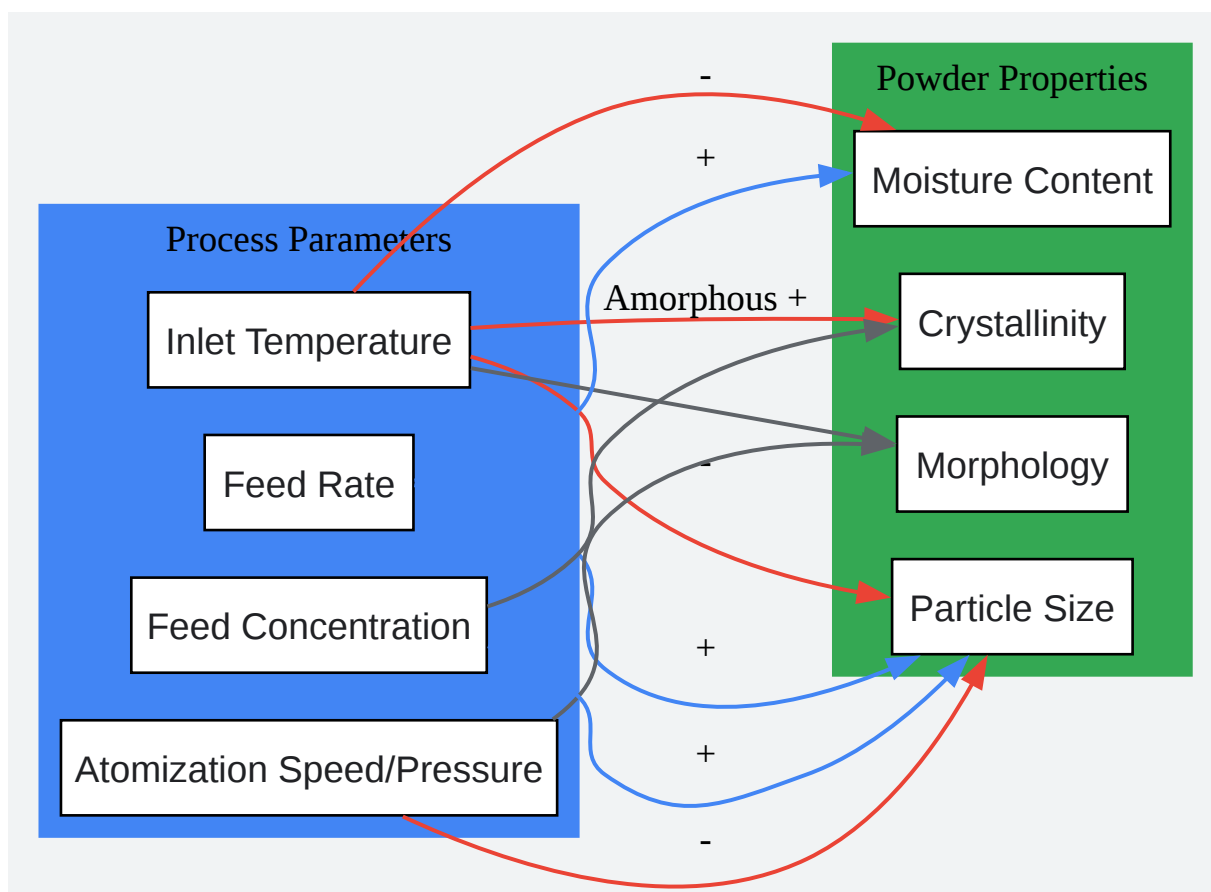 Process Parameters
Inlet Temperature
Feed Rate
Feed Concentration
Atomization Speed/Pressure
-
+
Amorphous +
-
+
+
-
Powder Properties
Moisture Content
Crystallinity
Morphology
Particle Size